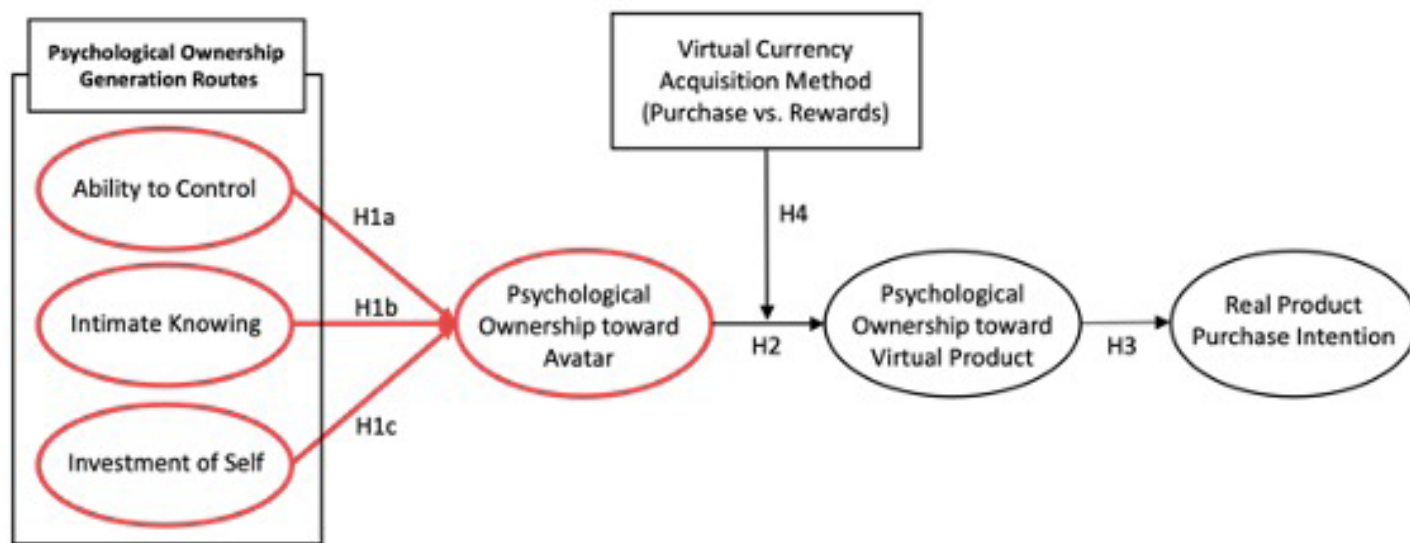 Psychological Ownership
Generation Routes
Ability to Control
Intimate Knowing
Investment of Self
H1a
H1b
H1c
Psychological
Ownership toward
Avatar
Virtual Currency
Acquisition Method
(Purchase vs. Rewards)
H4
H2
Psychological
Ownership toward
Virtual Product
H3
Real Product
Purchase Intention